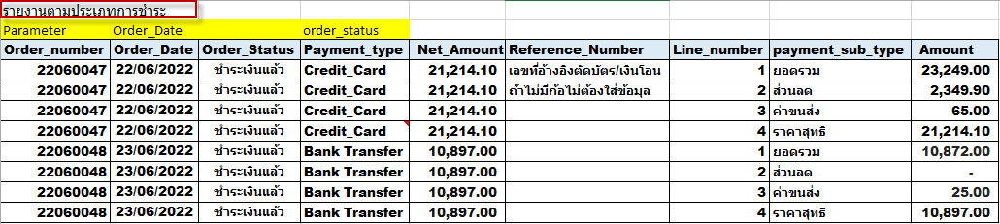 รายงานตามประเภทการชำระ
Parameter Order_Date order_status
Order_number Order_Date Order_Status Payment_type Net_Amount Reference_Number Line_number payment_sub_type Amount
22060047 22/06/2022 ชำระเงินแล้ว Credit_Card 21,214.10 เลขที่อ้างอิงตัดบัตร/เงินโอน 1 ยอดรวม 23,249.00
22060047 22/06/2022 ชำระเงินแล้ว Credit_Card 21,214.10 ถ้าไม่มีก้อไม่ต้องใส่ข้อมุล 2 ส่วนลด 2,349.90
22060047 22/06/2022 ชำระเงินแล้ว Credit_Card 21,214.10 3 ค่าขนส่ง 65.00
22060047 22/06/2022 ชำระเงินแล้ว Credit_Card 21,214.10 4 ราคาสุทธิ 21,214.10
22060048 23/06/2022 ชำระเงินแล้ว Bank Transfer 10,897.00 1 ยอดรวม 10,872.00
22060048 23/06/2022 ชำระเงินแล้ว Bank Transfer 10,897.00 2 ส่วนลด -
22060048 23/06/2022 ชำระเงินแล้ว Bank Transfer 10,897.00 3 ค่าขนส่ง 25.00
22060048 23/06/2022 ชำระเงินแล้ว Bank Transfer 10,897.00 4 ราคาสุทธิ 10,897.00